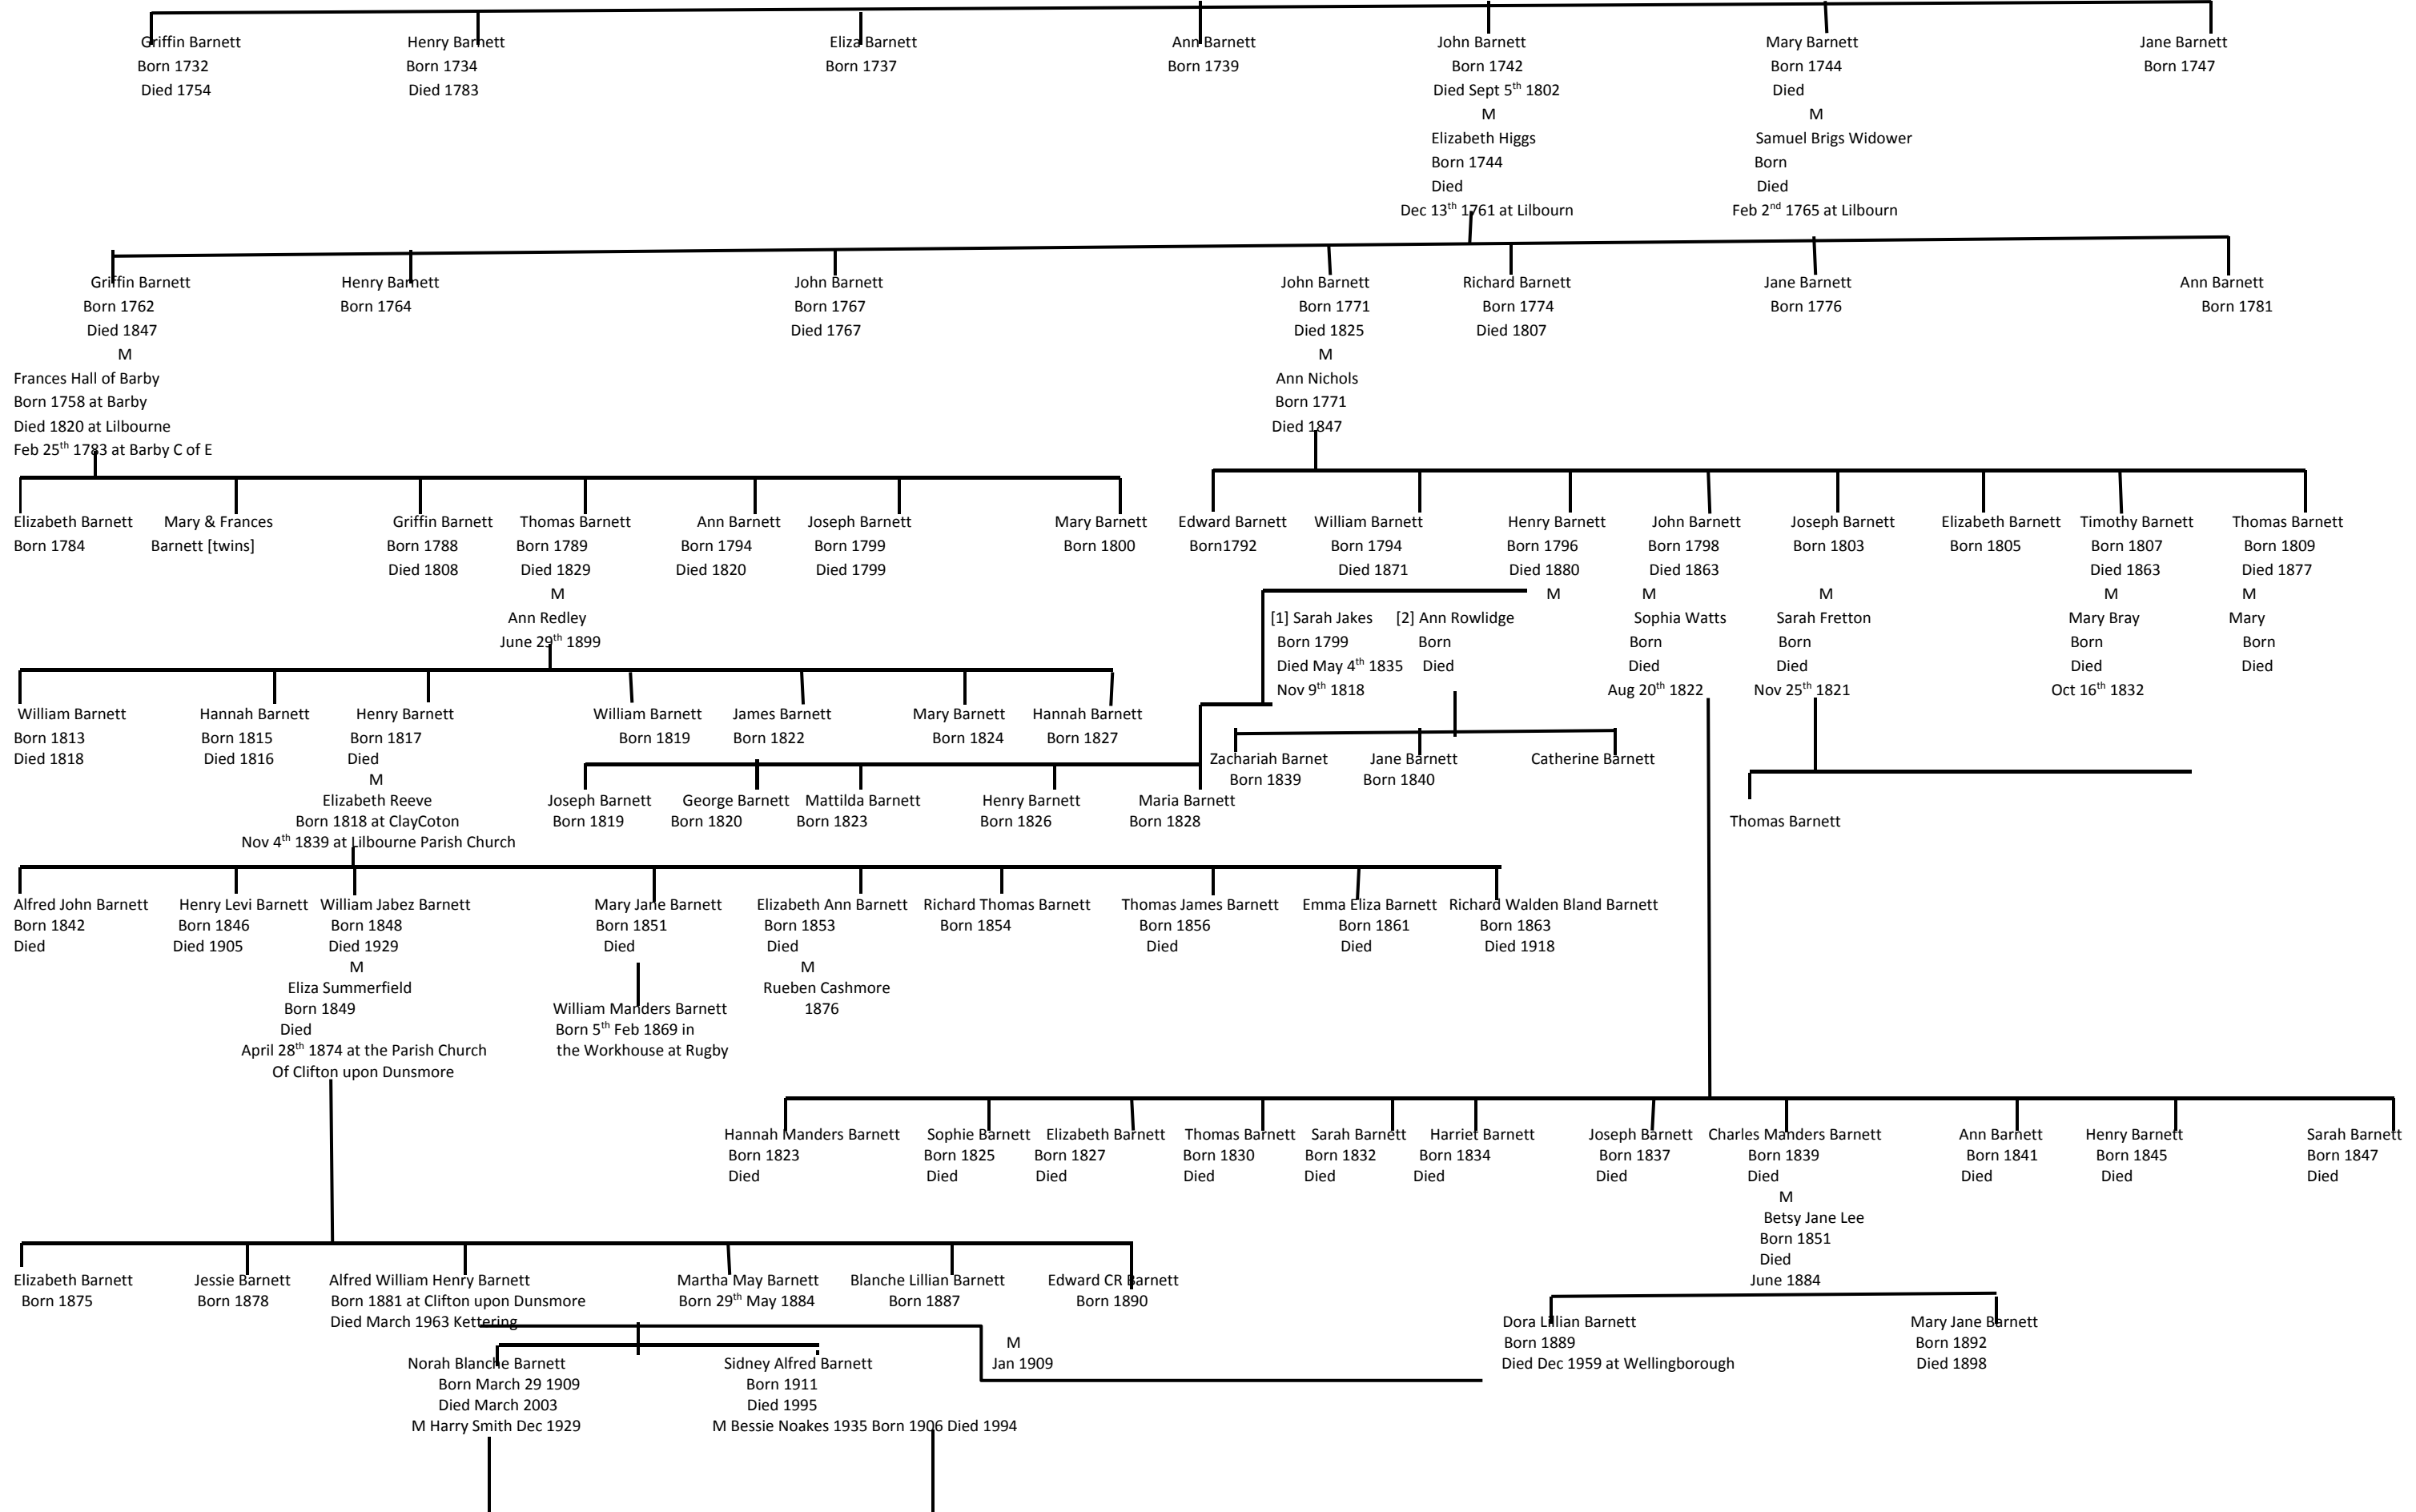 Griffin Barnett
Born 1732
Died 1754
Henry Barnett
Born 1734
Died 1783
Eliza Barnett
Born 1737
Ann Barnett
Born 1739
John Barnett
Born 1742
Died Sept 5th 1802
M
Elizabeth Higgs
Born 1744
Died
Dec 13th 1761 at Lilbourn
Mary Barnett
Born 1744
Died
M
Samuel Brigs Widower
Born
Died
Feb 2nd 1765 at Lilbourn
Jane Barnett
Born 1747
Griffin Barnett
Born 1762
Died 1847
M
Frances Hall of Barby
Born 1758 at Barby
Died 1820 at Lilbourne
Feb 25th 1783 at Barby C of E
Henry Barnett
Born 1764
John Barnett
Born 1767
Died 1767
John Barnett
Born 1771
Died 1825
M
Ann Nichols
Born 1771
Died 1847
Richard Barnett
Born 1774
Died 1807
Jane Barnett
Born 1776
Ann Barnett
Born 1781
Elizabeth Barnett
Born 1784
Mary & Frances
Barnett [twins]
Griffin Barnett
Born 1788
Died 1808
Thomas Barnett
Born 1789
Died 1829
M
Ann Redley
June 29th 1899
Ann Barnett
Born 1794
Died 1820
Joseph Barnett
Born 1799
Died 1799
Mary Barnett
Born 1800
Edward Barnett
Born1792
William Barnett
Born 1794
Died 1871
Henry Barnett
Born 1796
Died 1880
M
[1] Sarah Jakes
Born 1799
Died May 4th 1835
Nov 9th 1818
[2] Ann Rowlidge
Born
Died
John Barnett
Born 1798
Died 1863
M
Sophia Watts
Born
Died
Aug 20th 1822
Joseph Barnett
Born 1803
M
Sarah Fretton
Born
Died
Nov 25th 1821
Elizabeth Barnett
Born 1805
Timothy Barnett
Born 1807
Died 1863
M
Mary Bray
Born
Died
Oct 16th 1832
Thomas Barnett
Born 1809
Died 1877
M
Mary
Born
Died
William Barnett
Born 1813
Died 1818
Hannah Barnett
Born 1815
Died 1816
Henry Barnett
Born 1817
Died
M
Elizabeth Reeve
Born 1818 at ClayCoton
Nov 4th 1839 at Lilbourne Parish Church
William Barnett
Born 1819
James Barnett
Born 1822
Mary Barnett
Born 1824
Hannah Barnett
Born 1827
Zachariah Barnet
Born 1839
Jane Barnett
Born 1840
Catherine Barnett
Joseph Barnett
Born 1819
George Barnett
Born 1820
Mattilda Barnett
Born 1823
Henry Barnett
Born 1826
Maria Barnett
Born 1828
Thomas Barnett
Alfred John Barnett
Born 1842
Died
Henry Levi Barnett
Born 1846
Died 1905
William Jabez Barnett
Born 1848
Died 1929
M
Eliza Summerfield
Born 1849
Died
April 28th 1874 at the Parish Church
Of Clifton upon Dunsmore
Mary Jane Barnett
Born 1851
Died
William Manders Barnett
Born 5th Feb 1869 in
the Workhouse at Rugby
Elizabeth Ann Barnett
Born 1853
Died
M
Rueben Cashmore
1876
Richard Thomas Barnett
Born 1854
Thomas James Barnett
Born 1856
Died
Emma Eliza Barnett
Born 1861
Died
Richard Walden Bland Barnett
Born 1863
Died 1918
Hannah Manders Barnett
Born 1823
Died
Sophie Barnett
Born 1825
Died
Elizabeth Barnett
Born 1827
Died
Thomas Barnett
Born 1830
Died
Sarah Barnett
Born 1832
Died
Harriet Barnett
Born 1834
Died
Joseph Barnett
Born 1837
Died
Charles Manders Barnett
Born 1839
Died
M
Betsy Jane Lee
Born 1851
Died
June 1884
Ann Barnett
Born 1841
Died
Henry Barnett
Born 1845
Died
Sarah Barnett
Born 1847
Died
Elizabeth Barnett
Born 1875
Jessie Barnett
Born 1878
Alfred William Henry Barnett
Born 1881 at Clifton upon Dunsmore
Died March 1963 Kettering
Martha May Barnett
Born 29th May 1884
Blanche Lillian Barnett
Born 1887
Edward CR Barnett
Born 1890
M
Jan 1909
Dora Lillian Barnett
Born 1889
Died Dec 1959 at Wellingborough
Mary Jane Barnett
Born 1892
Died 1898
Norah Blanche Barnett
Born March 29 1909
Died March 2003
M Harry Smith Dec 1929
Sidney Alfred Barnett
Born 1911
Died 1995
M Bessie Noakes 1935 Born 1906 Died 1994